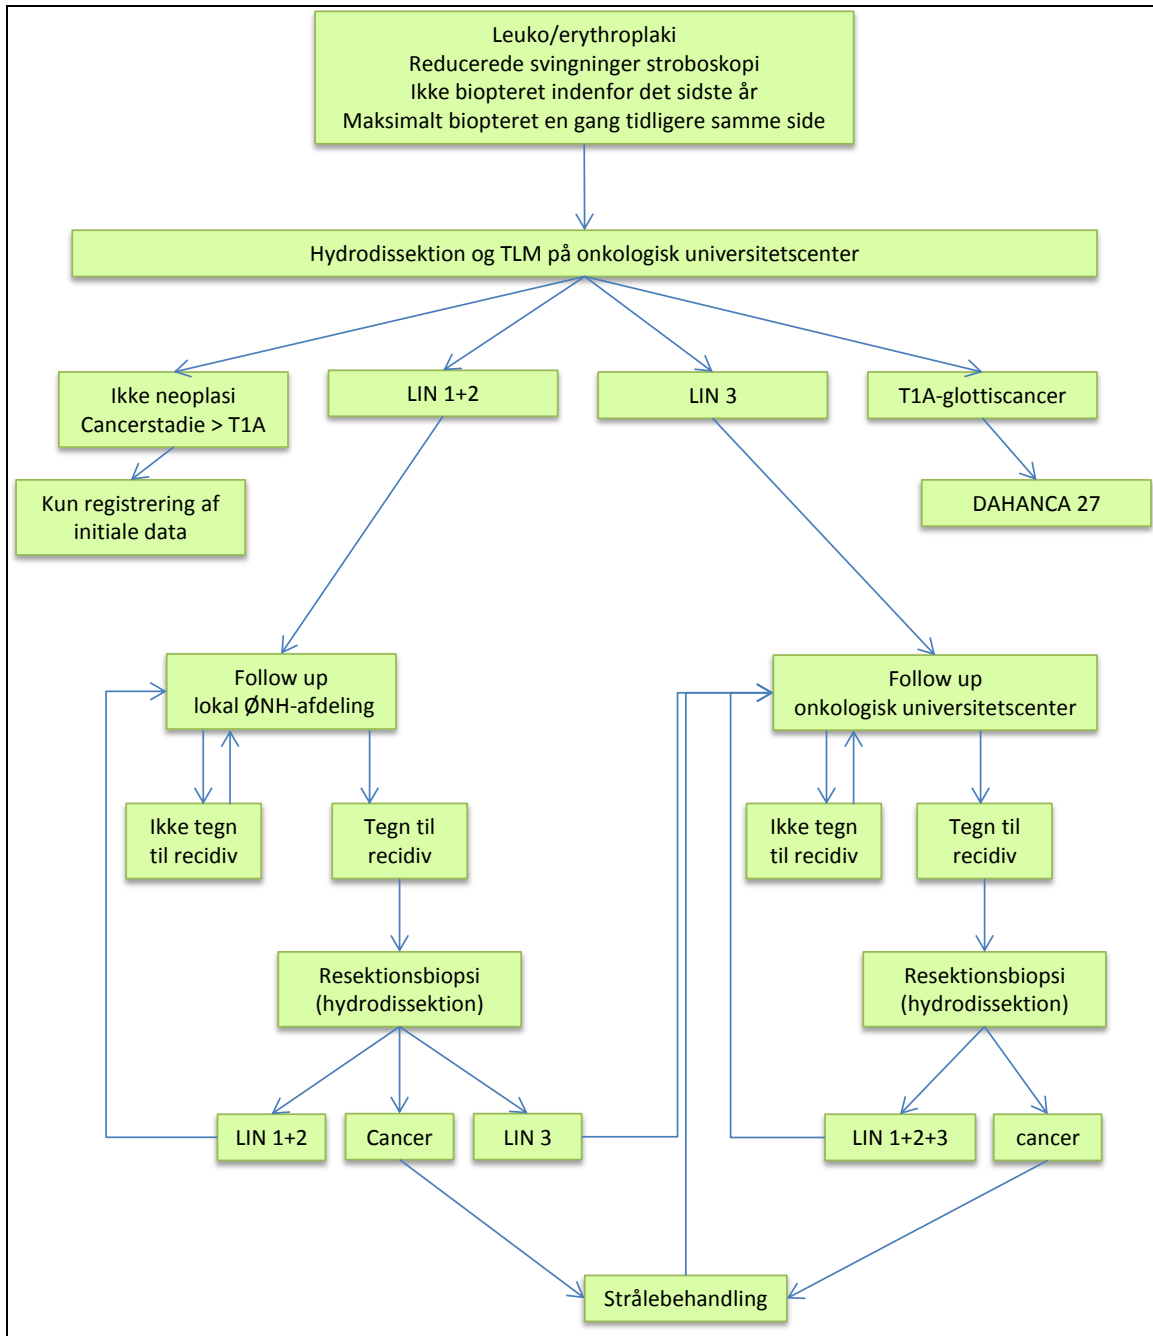 Leuko/erythroplaki
Reducerede svingninger stroboskopi
Ikke biopteret indenfor det sidste år
Maksimalt biopteret en gang tidligere samme side
Hydrodissektion og TLM på onkologisk universitetscenter
Ikke neoplasi
Cancerstadie > T1A
LIN 1+2
LIN 3
T1A-glottiscancer
Kun registrering af
initiale data
DAHANCA 27
Follow up
lokal ØNH-afdeling
Follow up
onkologisk universitetscenter
Ikke tegn
til recidiv
Tegn til
recidiv
Ikke tegn
til recidiv
Tegn til
recidiv
Resektionsbiopsi
(hydrodissektion)
Resektionsbiopsi
(hydrodissektion)
LIN 1+2
Cancer
LIN 3
LIN 1+2+3
cancer
Strålebehandling